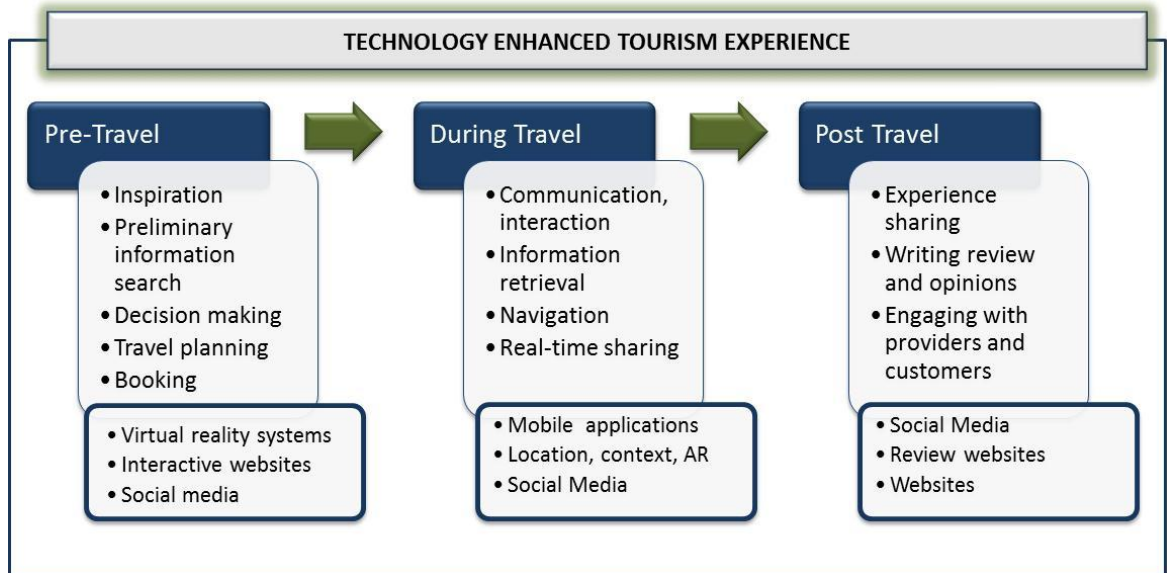 TECHNOLOGY ENHANCED TOURISM EXPERIENCE
Pre-Travel
• Inspiration
• Preliminary
information
search
• Decision making
• Travel planning
• Booking
• Virtual reality systems
• Interactive websites
• Social media
During Travel
• Communication,
interaction
• Information
retrieval
• Navigation
• Real-time sharing
• Mobile applications
• Location, context, AR
• Social Media
Post Travel
• Experience
sharing
• Writing review
and opinions
• Engaging with
providers and
customers
• Social Media
• Review websites
• Websites